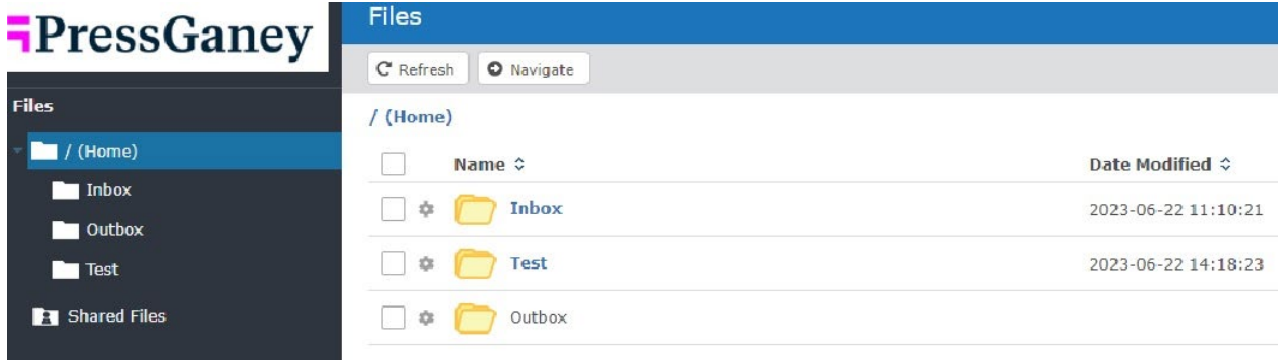 PressGaney
Files
/ (Home)
Inbox
Outbox
Test
Shared Files
Files
Refresh Navigate
/ (Home)
Name Date Modified
Inbox 2023-06-22 11:10:21
Test 2023-06-22 14:18:23
Outbox